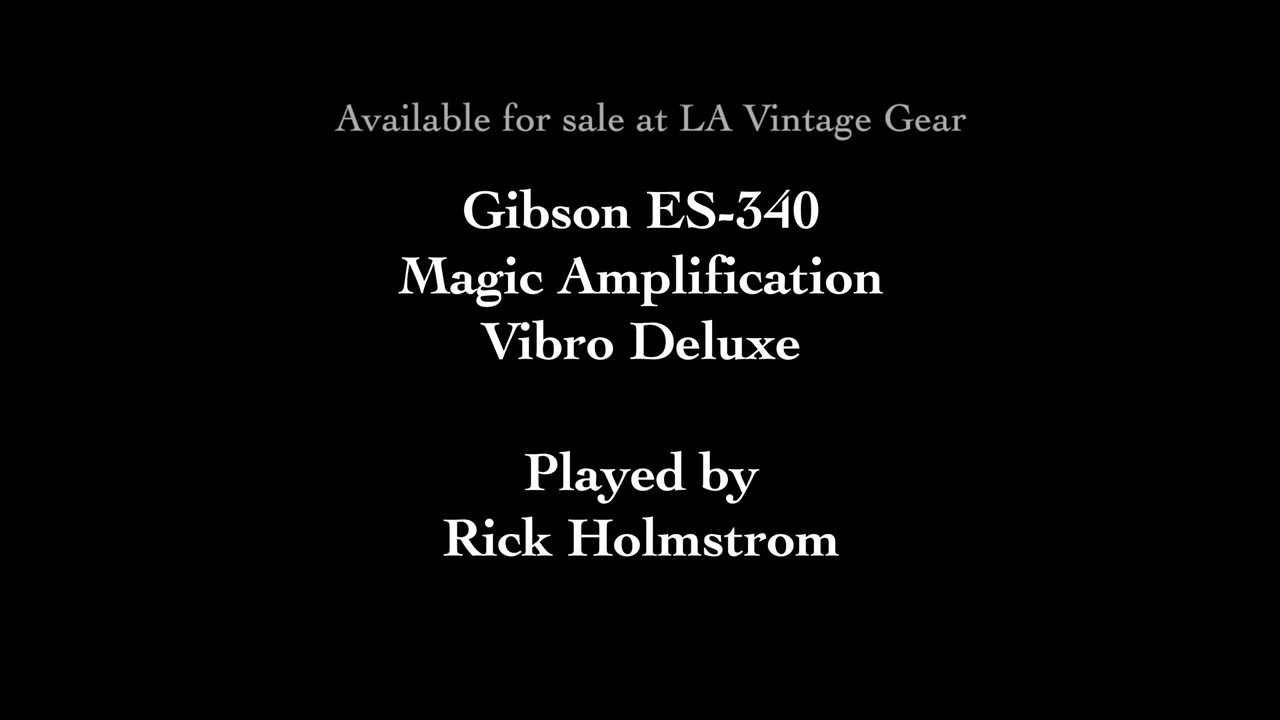 Available for sale at LA Vintage Gear
Gibson ES-340
Magic Amplification
Vibro Deluxe
Played by
Rick Holmstrom